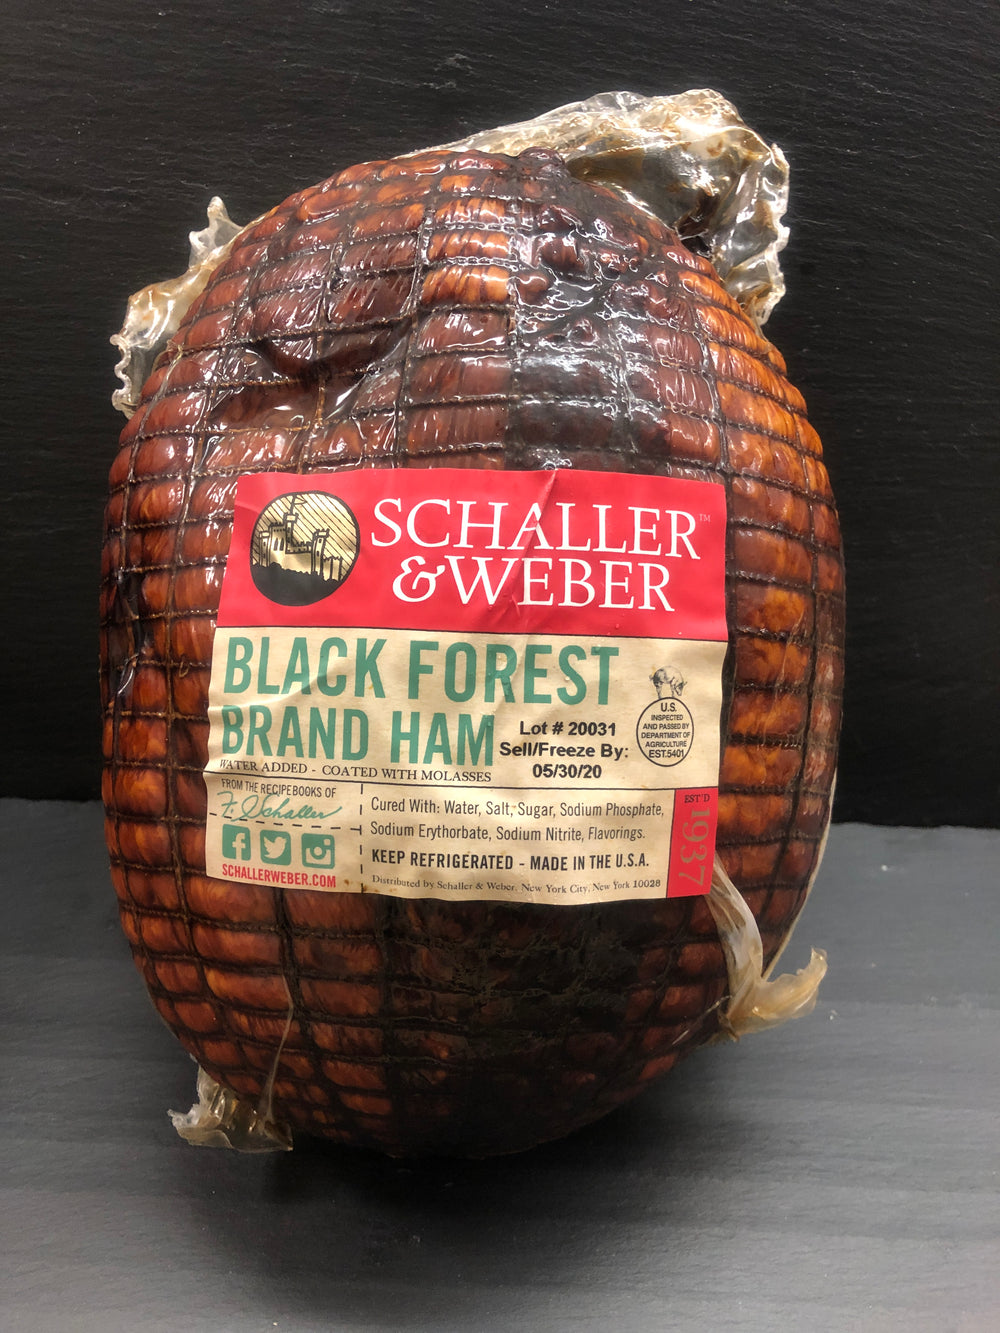 SCHALLER™
&WEBER
BLACK FOREST
BRAND HAM
WATER ADDED - COATED WITH MOLASSES
Lot # 20031
Sell/Freeze By:
05/30/20
U.S.
INSPECTED
AND PASSED BY
DEPARTMENT OF
AGRICULTURE
EST.5401
FROM THE RECIPEBOOKS OF
F. Schaller
SCHALLERWEBER.COM
Cured With: Water, Salt, Sugar, Sodium Phosphate,
Sodium Erythorbate, Sodium Nitrite, Flavorings.
KEEP REFRIGERATED - MADE IN THE U.S.A.
Distributed by Schaller & Weber. New York City, New York 10028
EST'D
1937